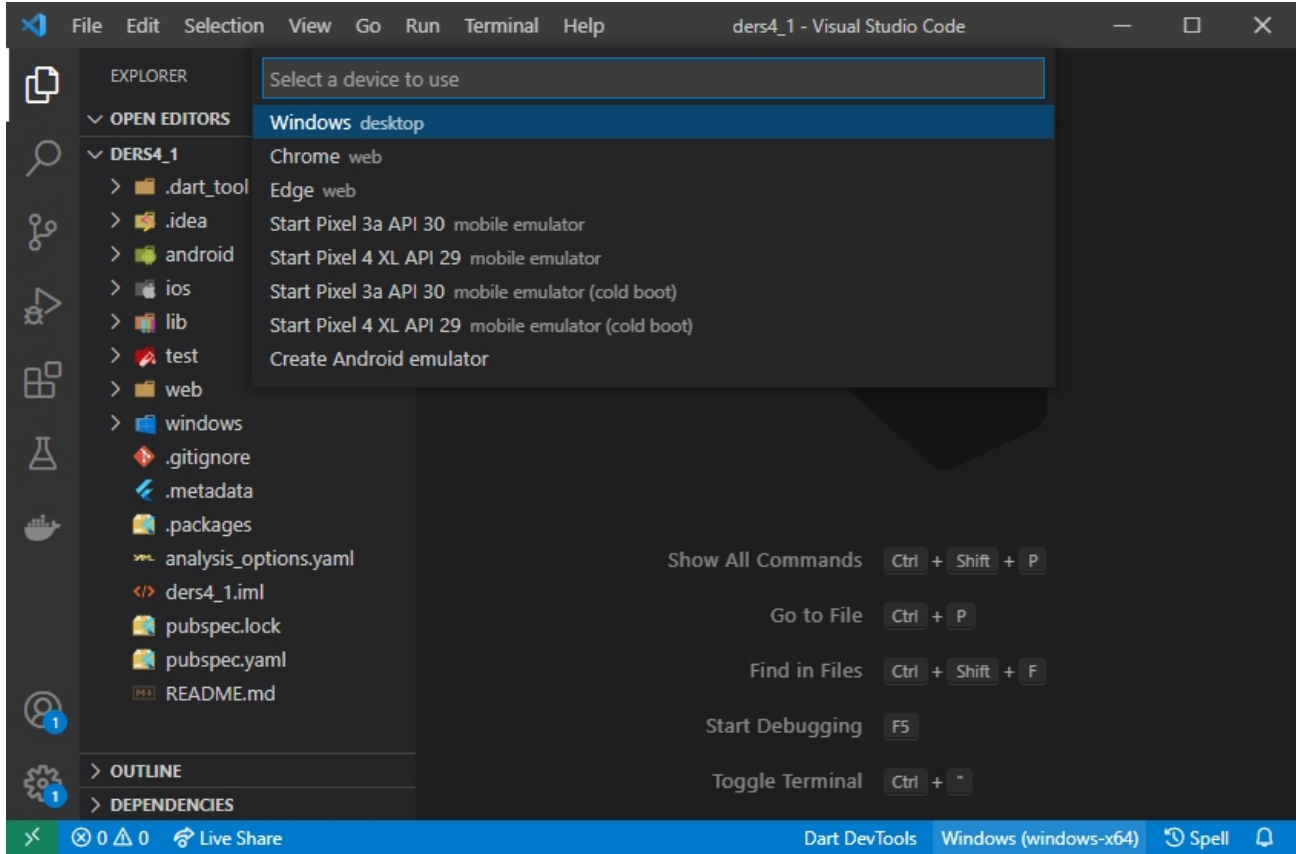 File Edit Selection View Go Run Terminal Help ders4_1 - Visual Studio Code
EXPLORER
Select a device to use
OPEN EDITORS
Windows desktop
Chrome web
Edge web
Start Pixel 3a API 30 mobile emulator
Start Pixel 4 XL API 29 mobile emulator
Start Pixel 3a API 30 mobile emulator (cold boot)
Start Pixel 4 XL API 29 mobile emulator (cold boot)
Create Android emulator
DERS4_1
.dart_tool
.idea
android
ios
lib
test
web
windows
.gitignore
.metadata
.packages
analysis_options.yaml
ders4_1.iml
pubspec.lock
pubspec.yaml
README.md
OUTLINE
DEPENDENCIES
Show All Commands Ctrl + Shift + P
Go to File Ctrl + P
Find in Files Ctrl + Shift + F
Start Debugging F5
Toggle Terminal Ctrl + "
1
1
0 0 Live Share Dart DevTools Windows (windows-x64) Spell